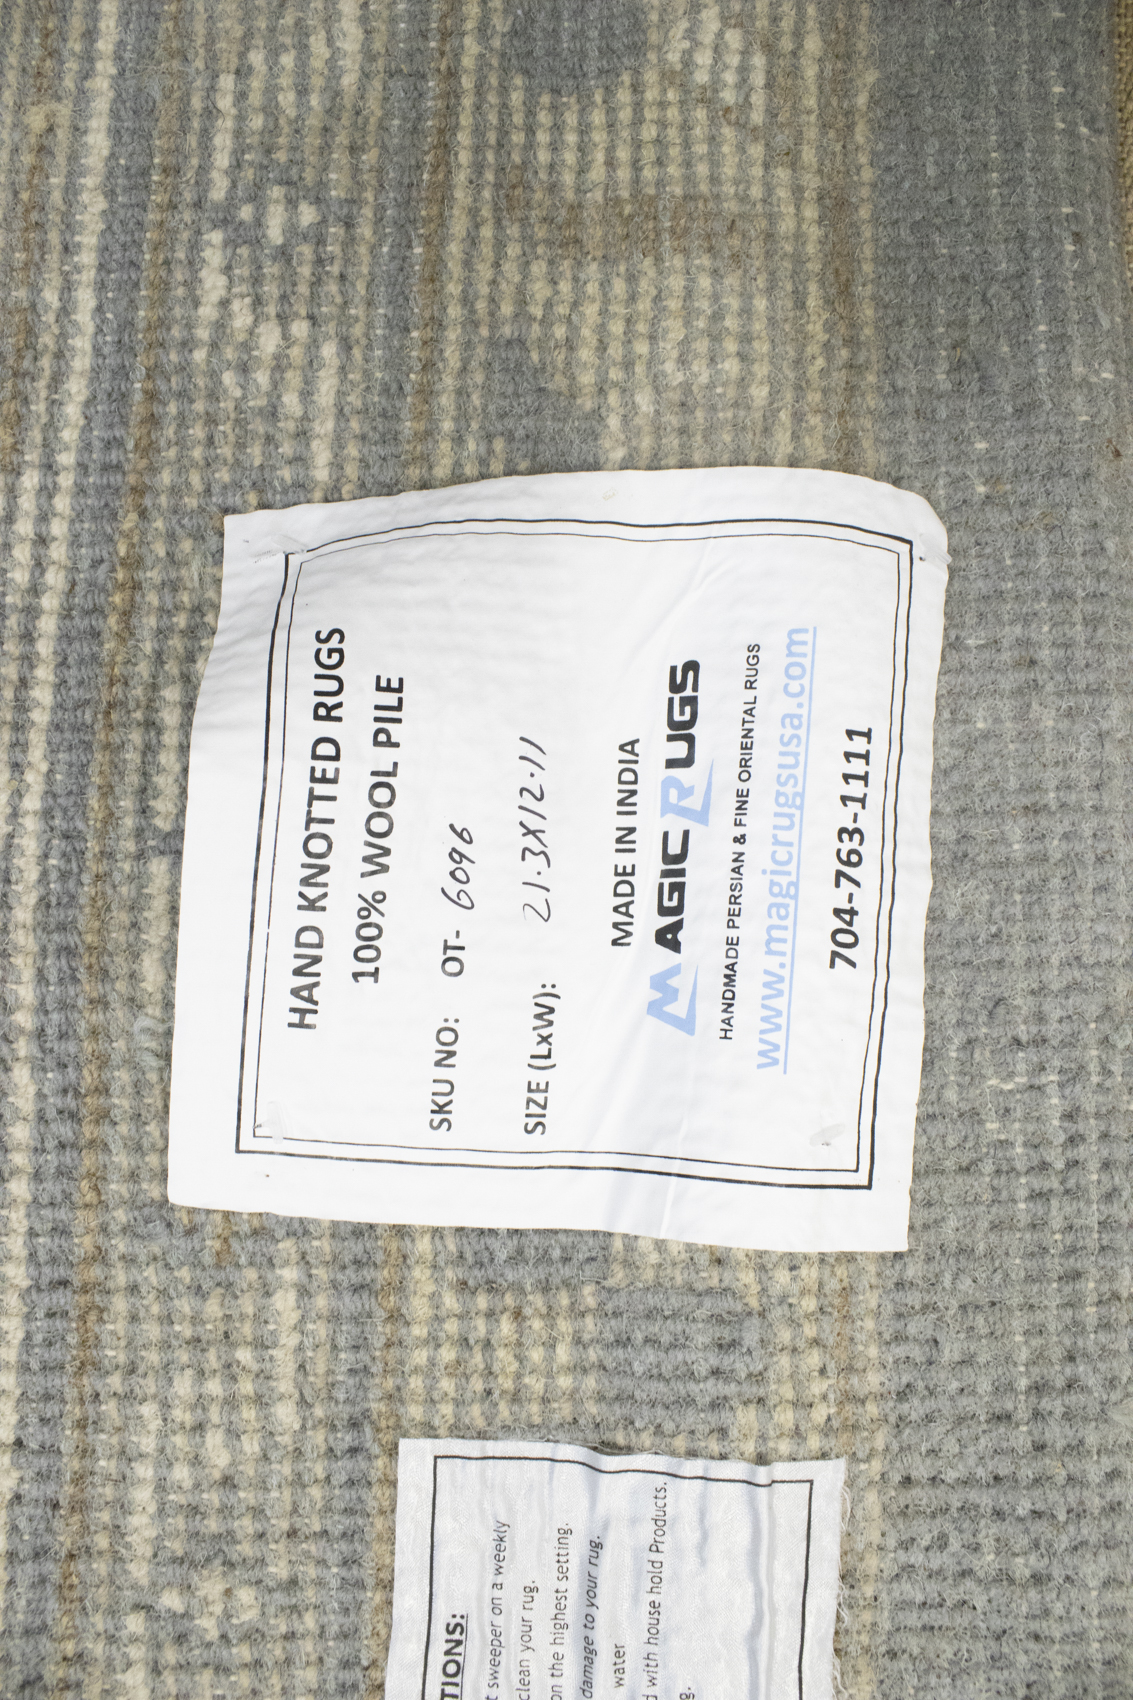 HAND KNOTTED RUGS
100% WOOL PILE
SKU NO: OT- 6096
SIZE (LxW): 21.3X12.11
MADE IN INDIA
MAGIC RUGS
HANDMADE PERSIAN & FINE ORIENTAL RUGS
www.magicrugsusa.com
704-763-1111
TIONS:
t sweeper on a weekly
clean your rug.
on the highest setting.
damage to your rug.
water
d with house hold Products.
g.